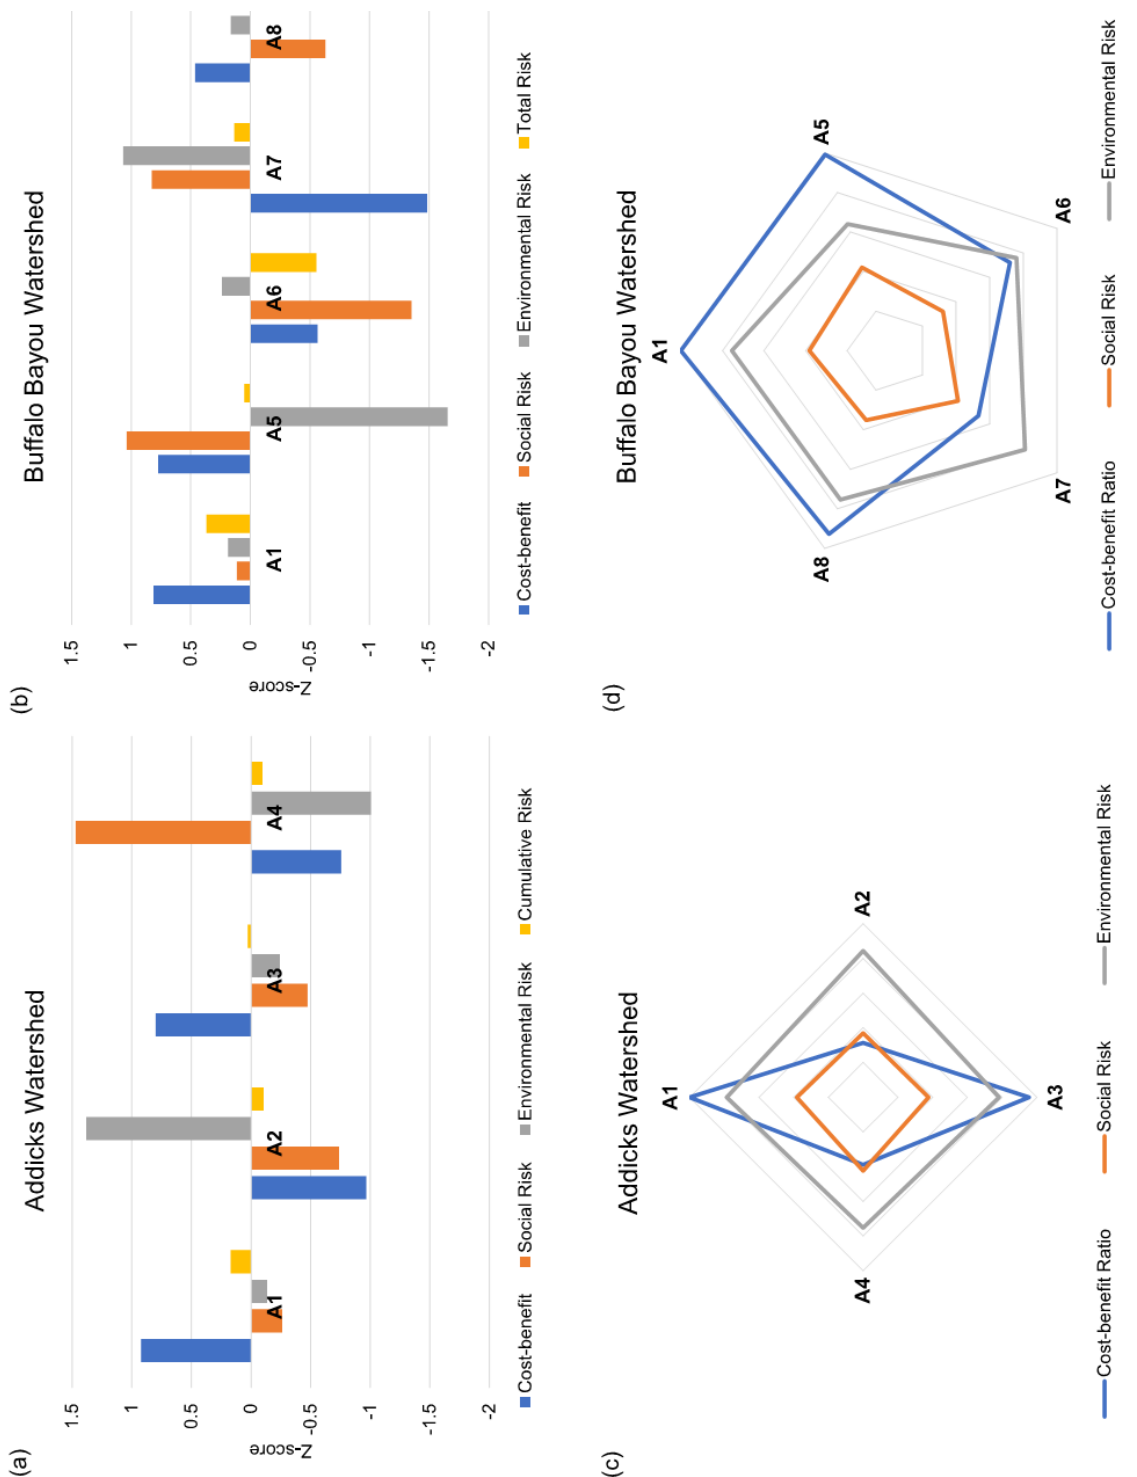 (a)
Addicks Watershed
1.5
1
0.5
0
-0.5
-1
-1.5
-2
Z-score
A1
A2
A3
A4
Cost-benefit Social Risk Environmental Risk Cumulative Risk
(b)
Buffalo Bayou Watershed
1.5
1
0.5
0
-0.5
-1
-1.5
-2
Z-score
A1
A5
A6
A7
A8
Cost-benefit Social Risk Environmental Risk Total Risk
(c)
Addicks Watershed
A1
A2
A3
A4
Cost-benefit Ratio Social Risk Environmental Risk
(d)
Buffalo Bayou Watershed
A1
A5
A6
A7
A8
Cost-benefit Ratio Social Risk Environmental Risk